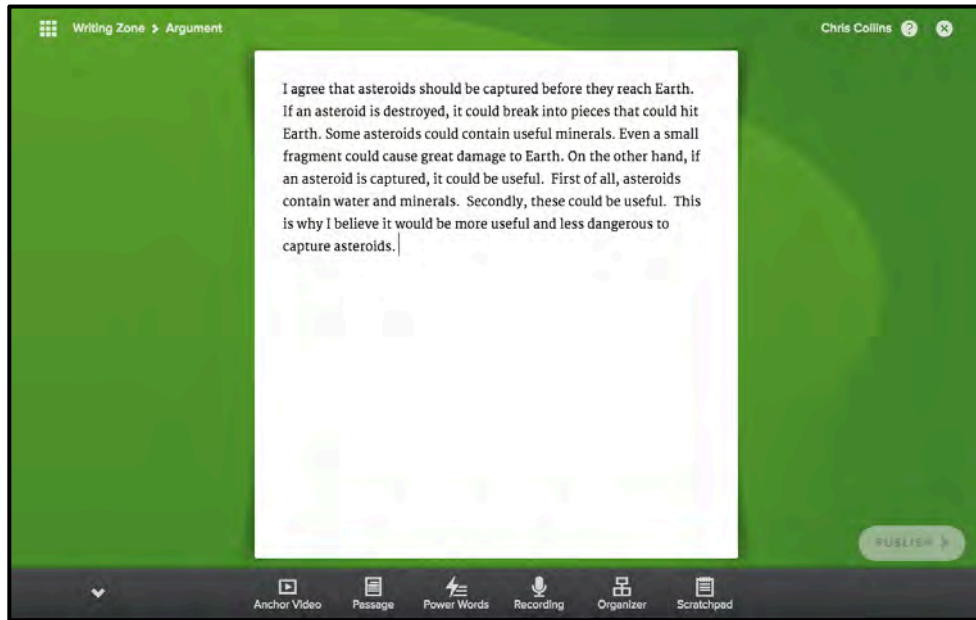 Writing Zone > Argument
Chris Collins ?
I agree that asteroids should be captured before they reach Earth.
If an asteroid is destroyed, it could break into pieces that could hit
Earth. Some asteroids could contain useful minerals. Even a small
fragment could cause great damage to Earth. On the other hand, if
an asteroid is captured, it could be useful.  First of all, asteroids
contain water and minerals.  Secondly, these could be useful.  This
is why I believe it would be more useful and less dangerous to
capture asteroids.
PUBLISH >
Anchor Video
Passage
Power Words
Recording
Organizer
Scratchpad